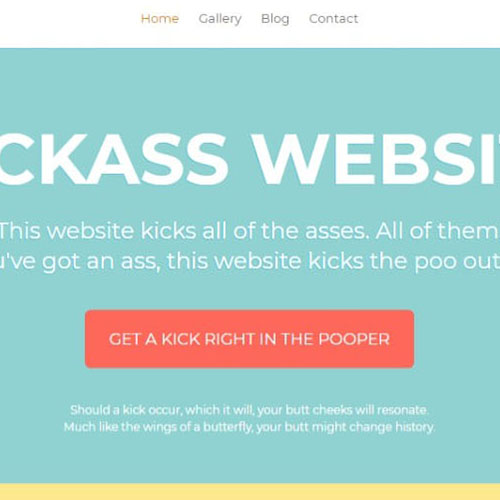 Home Gallery Blog Contact
CKASS WEBSI
This website kicks all of the asses. All of them
u've got an ass, this website kicks the poo out
GET A KICK RIGHT IN THE POOPER
Should a kick occur, which it will, your butt cheeks will resonate.
Much like the wings of a butterfly, your butt might change history.